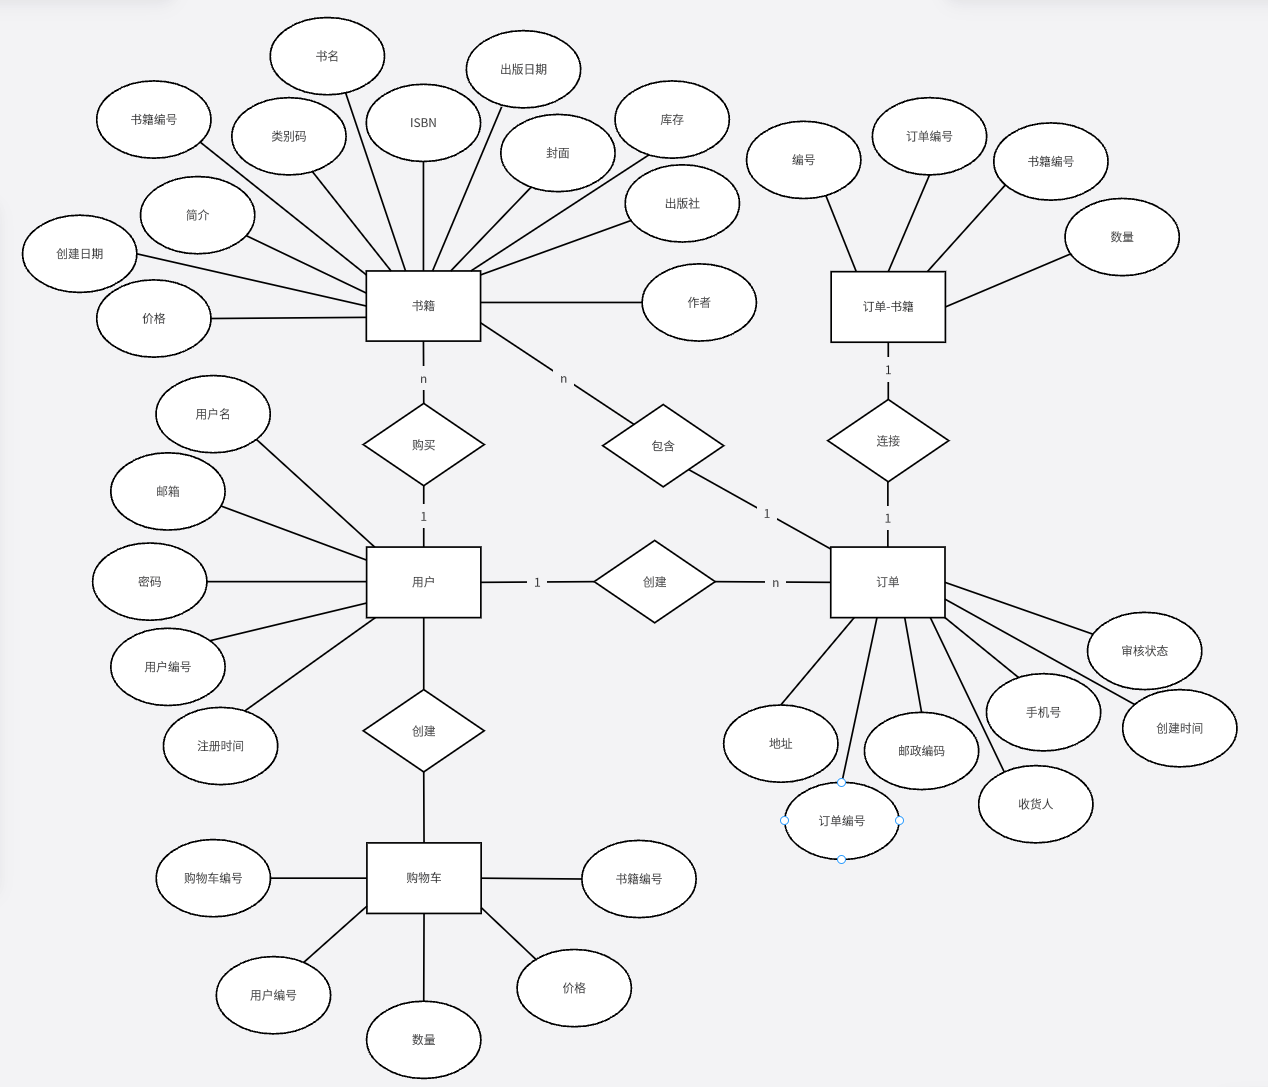 书名
出版日期
书籍编号
类别码
ISBN
封面
库存
编号
订单编号
书籍编号
简介
出版社
数量
创建日期
价格
书籍
作者
订单-书籍
n
n
1
用户名
购买
包含
连接
邮箱
1
1
1
密码
用户
1
创建
n
订单
用户编号
审核状态
注册时间
创建
地址
邮政编码
手机号
创建时间
订单编号
收货人
购物车编号
购物车
书籍编号
用户编号
价格
数量